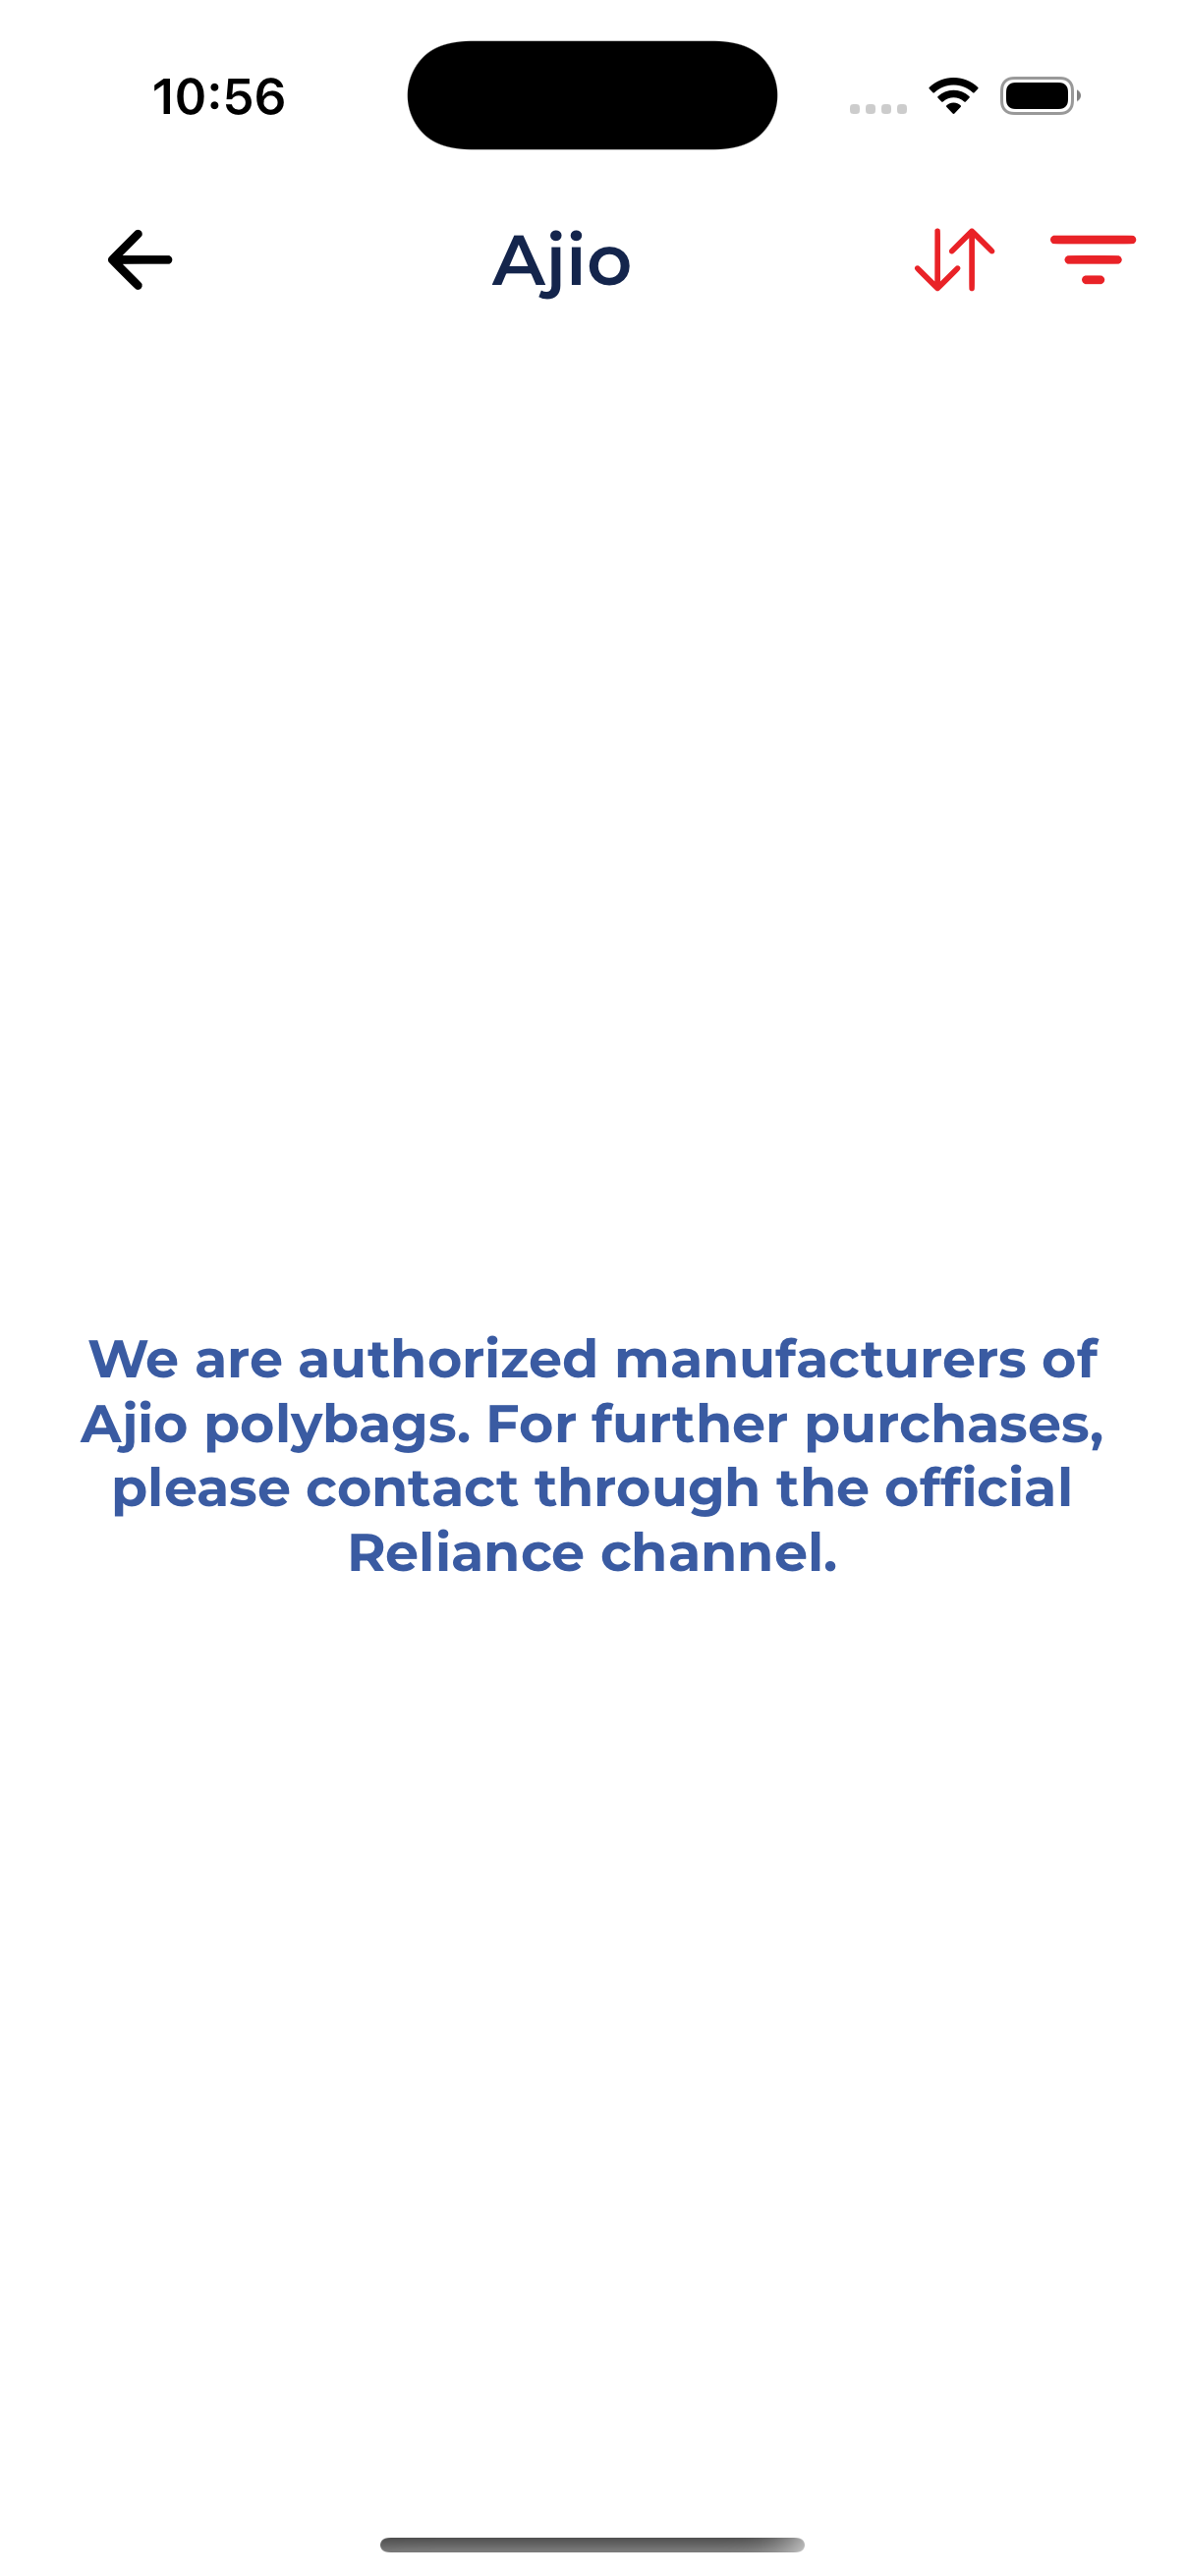 10:56
Ajio
We are authorized manufacturers of
Ajio polybags. For further purchases,
please contact through the official
Reliance channel.